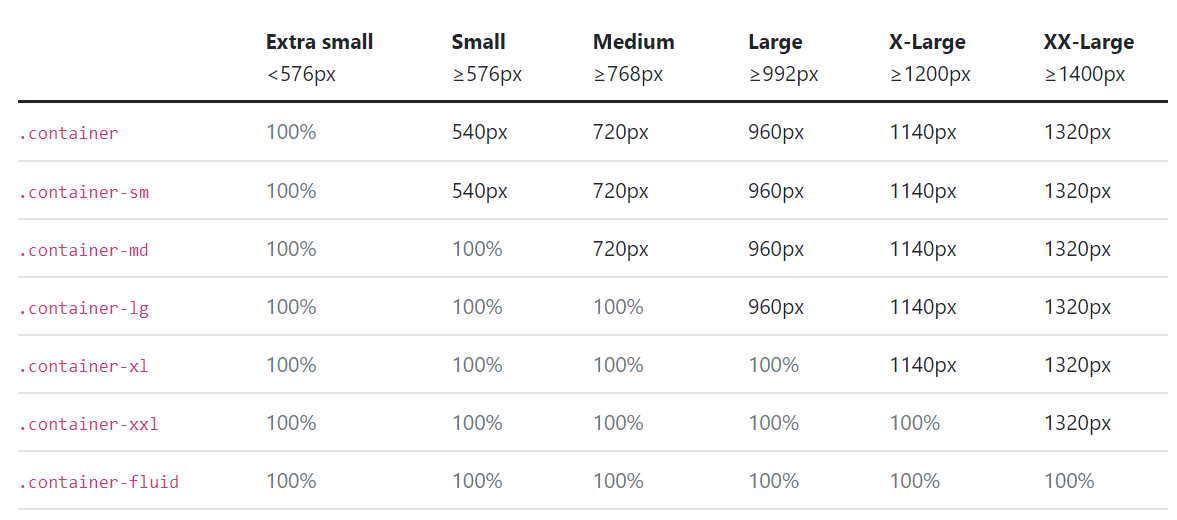 Extra small Small Medium Large X-Large XX-Large
<576px ≥576px ≥768px ≥992px ≥1200px ≥1400px
.container 100% 540px 720px 960px 1140px 1320px
.container-sm 100% 540px 720px 960px 1140px 1320px
.container-md 100% 100% 720px 960px 1140px 1320px
.container-lg 100% 100% 100% 960px 1140px 1320px
.container-xl 100% 100% 100% 100% 1140px 1320px
.container-xxl 100% 100% 100% 100% 100% 1320px
.container-fluid 100% 100% 100% 100% 100% 100%